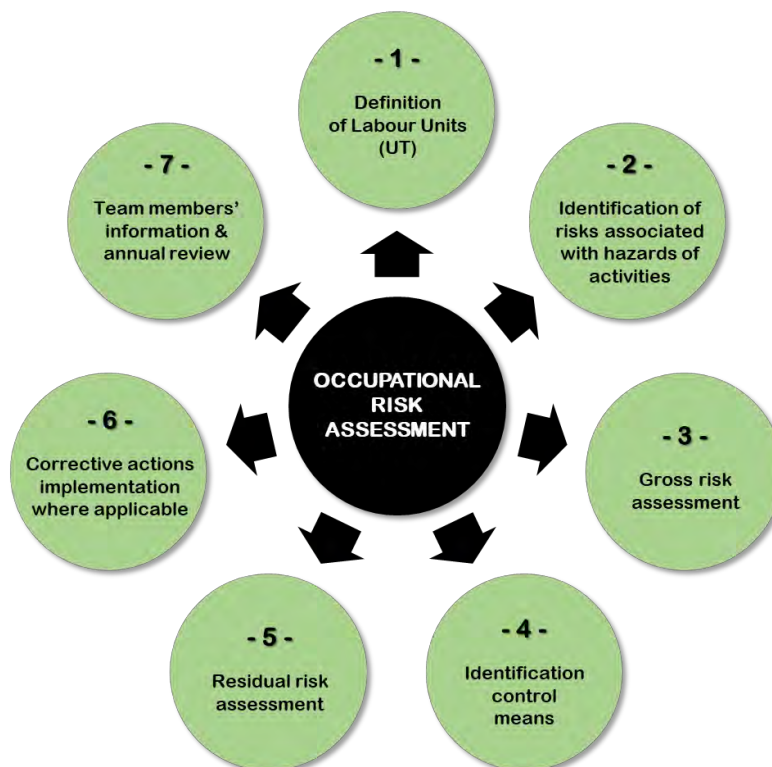 - 1 -
Definition
of Labour Units
(UT)
- 2 -
Identification of
risks associated
with hazards of
activities
- 3 -
Gross risk
assessment
- 4 -
Identification
control
means
- 5 -
Residual risk
assessment
- 6 -
Corrective actions
implementation
where applicable
- 7 -
Team members’
information &
annual review
OCCUPATIONAL
RISK
ASSESSMENT